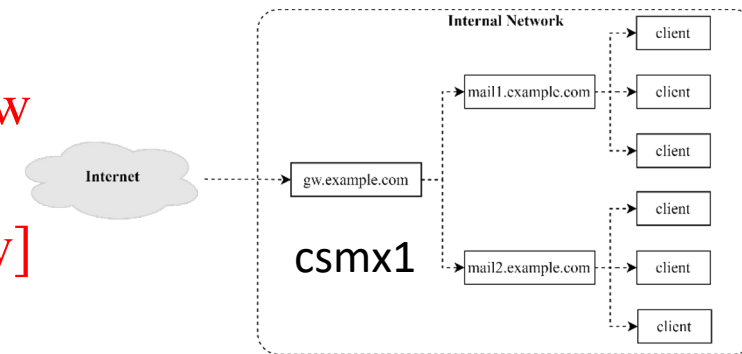 Internal Network
client
w
mail1.example.com
client
client
Internet
gw.example.com
client
y]
csmx1
mail2.example.com
client
client